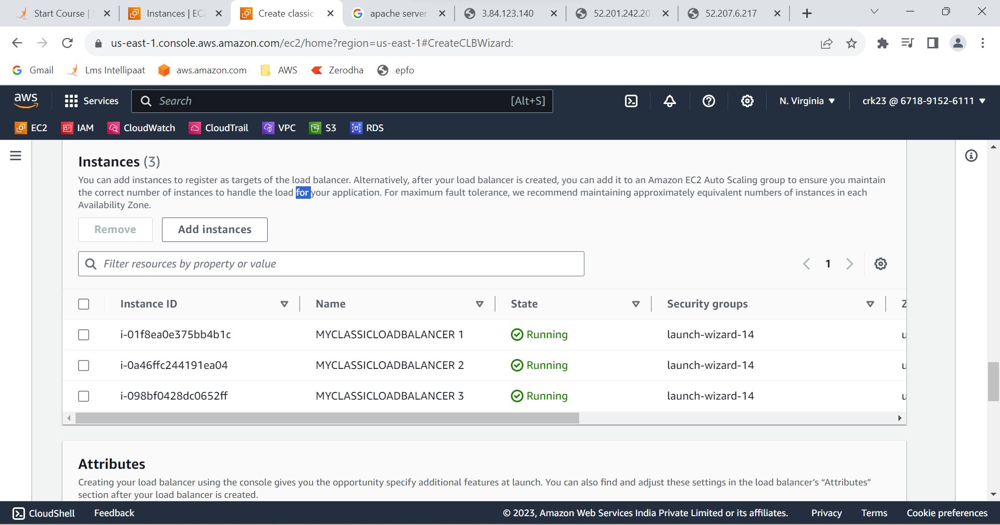 Start Course |
Instances | EC
Create classic
apache server
3.84.123.140
52.201.242.20
52.207.6.217
us-east-1.console.aws.amazon.com/ec2/home?region=us-east-1#CreateCLBWizard:
Gmail
Lms Intellipaat
aws.amazon.com
AWS
Zerodha
epfo
aws
Services
Search
[Alt+S]
N. Virginia
crk23 @ 6718-9152-6111
EC2
IAM
CloudWatch
CloudTrail
VPC
S3
RDS
Instances (3)
You can add instances to register as targets of the load balancer. Alternatively, after your load balancer is created, you can add it to an Amazon EC2 Auto Scaling group to ensure you maintain
the correct number of instances to handle the load for your application. For maximum fault tolerance, we recommend maintaining approximately equivalent numbers of instances in each
Availability Zone.
Remove
Add instances
Filter resources by property or value
1
Instance ID
Name
State
Security groups
i-01f8ea0e375bb4b1c
MYCLASSICLOADBALANCER 1
Running
launch-wizard-14
i-0a46ffc244191ea04
MYCLASSICLOADBALANCER 2
Running
launch-wizard-14
i-098bf0428dc0652ff
MYCLASSICLOADBALANCER 3
Running
launch-wizard-14
Attributes
Creating your load balancer using the console gives you the opportunity specify additional features at launch. You can also find and adjust these settings in the load balancer's “Attributes”
section after your load balancer is created.
CloudShell
Feedback
© 2023, Amazon Web Services India Private Limited or its affiliates.
Privacy
Terms
Cookie preferences